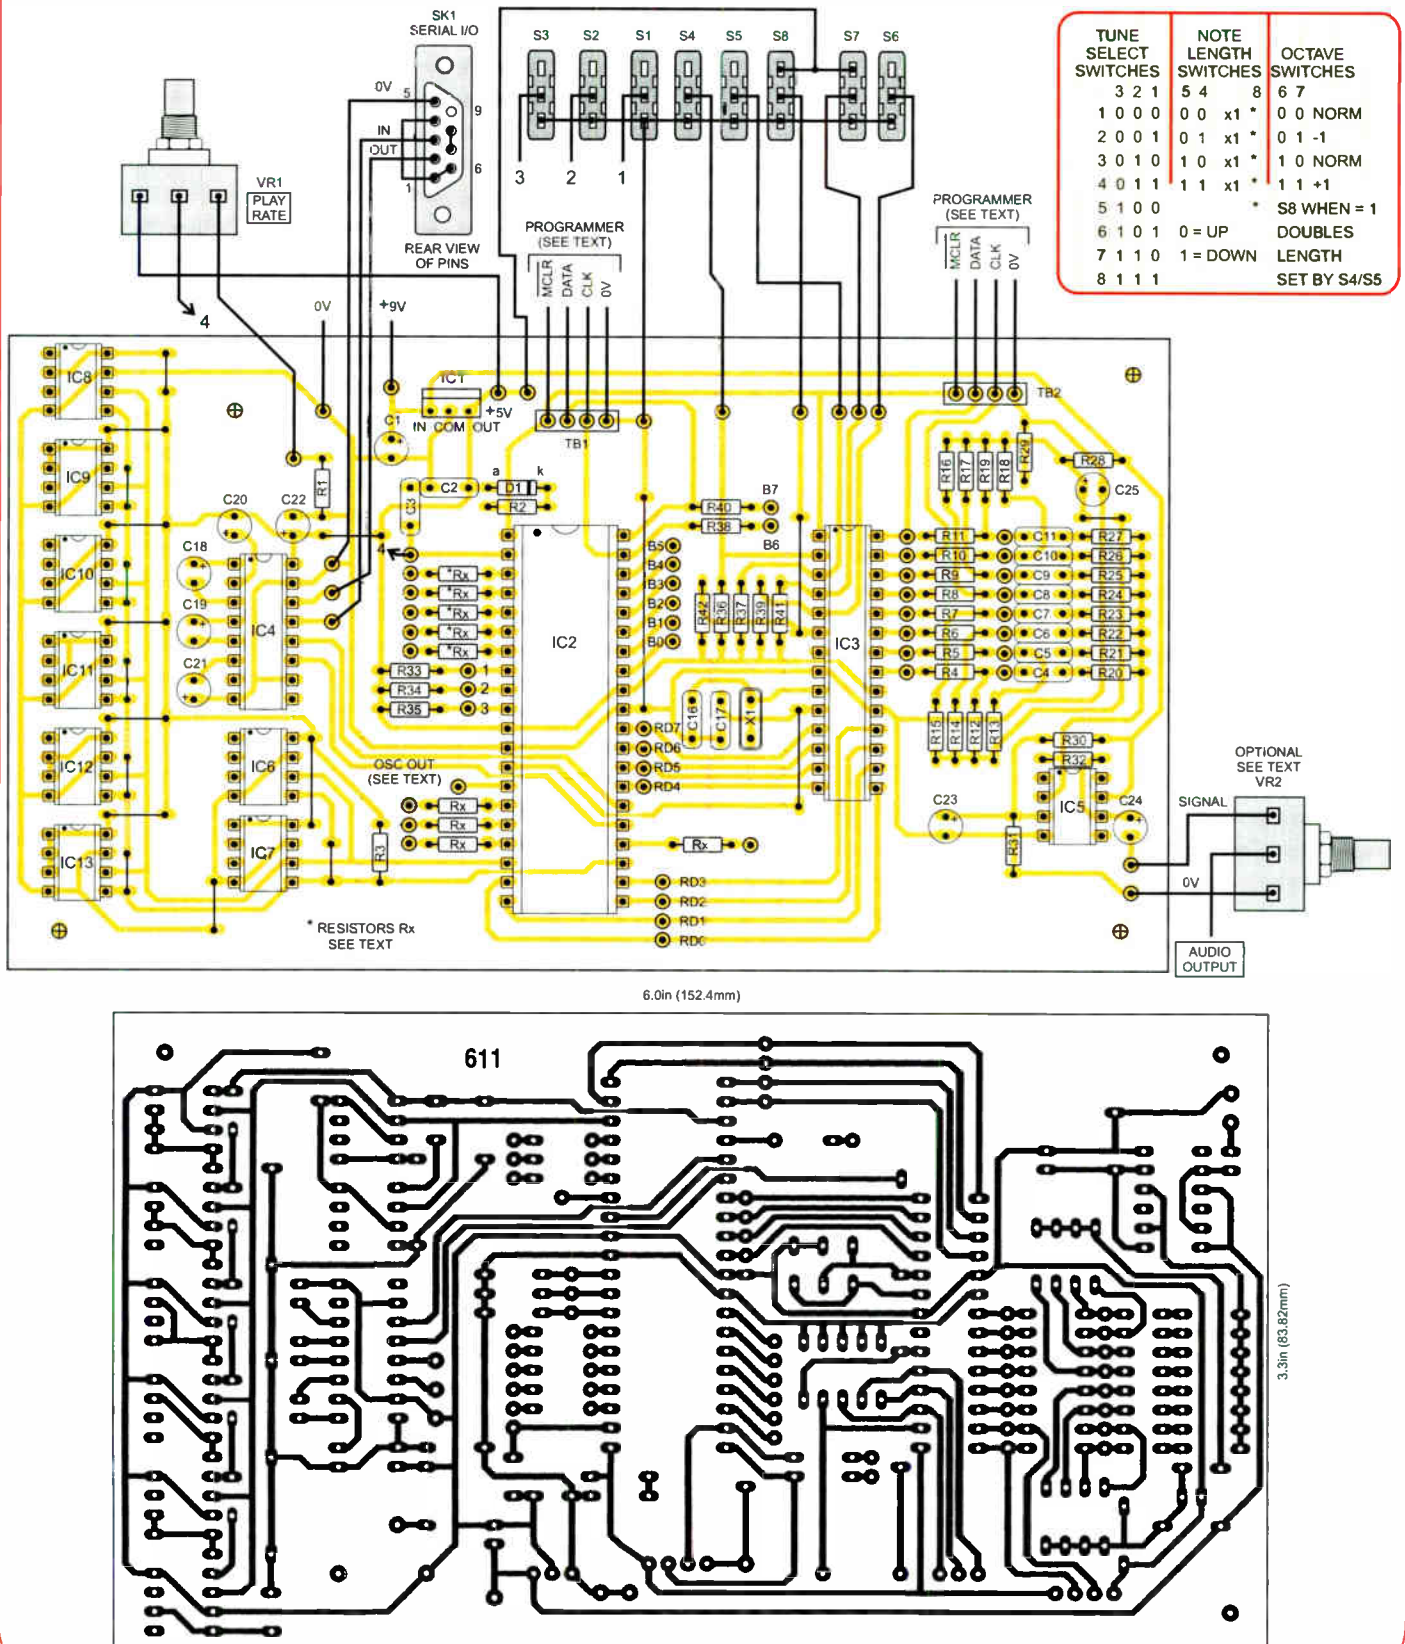 SK1
SERIAL I/O
S3 S2 S1 S4 S5 S8 S7 S6
TUNE SELECT SWITCHES
NOTE LENGTH SWITCHES
OCTAVE SWITCHES
3 2 1 5 4 8 6 7
1 0 0 0 0 0 x1 * 0 0 NORM
2 0 0 1 0 1 x1 * 0 1 -1
3 0 1 0 1 0 x1 * 1 0 NORM
4 0 1 1 1 1 x1 * 1 1 +1
5 1 0 0 * S8 WHEN = 1
6 1 0 1 0 = UP DOUBLES
7 1 1 0 1 = DOWN LENGTH
8 1 1 1 SET BY S4/S5
0V 5 9
IN
OUT
1 6
VR1
PLAY
RATE
REAR VIEW
OF PINS
3 2 1
PROGRAMMER
(SEE TEXT)
MCLR DATA CLK 0V
PROGRAMMER
(SEE TEXT)
MCLR DATA CLK 0V
4
0V +9V
IC8
IC1
+5V
IN COM OUT
C1
TB1
TB2
IC9
R1
C20 C22
C2
C3
a D1 k
R2
R40 B7
R38 B6
R16 R17 R19 R18 R29
R28
C25
IC10
C18
C19
C21
IC4
4
*Rx
*Rx
*Rx
*Rx
*Rx
R33 1
R34 2
R35 3
IC2
B5
B4
B3
B2
B1
B0
R42 R36 R37 R39 R41
IC3
R11 C11 R27
R10 C10 R26
R9 C9 R25
R8 C8 R24
R7 C7 R23
R6 C6 R22
R5 C5 R21
R4 C4 R20
IC11
C16 C17 X1
R15 R14 R12 R13
RD7
RD6
RD5
RD4
IC12
IC6
OSC OUT
(SEE TEXT)
R30
R32
IC5
C23 C24
R31
OPTIONAL
SEE TEXT
VR2
SIGNAL
0V
AUDIO
OUTPUT
IC13
IC7
R3
Rx
Rx
Rx
Rx
RD3
RD2
RD1
RD0
* RESISTORS Rx
SEE TEXT
6.0in (152.4mm)
611
3.3in (83.82mm)